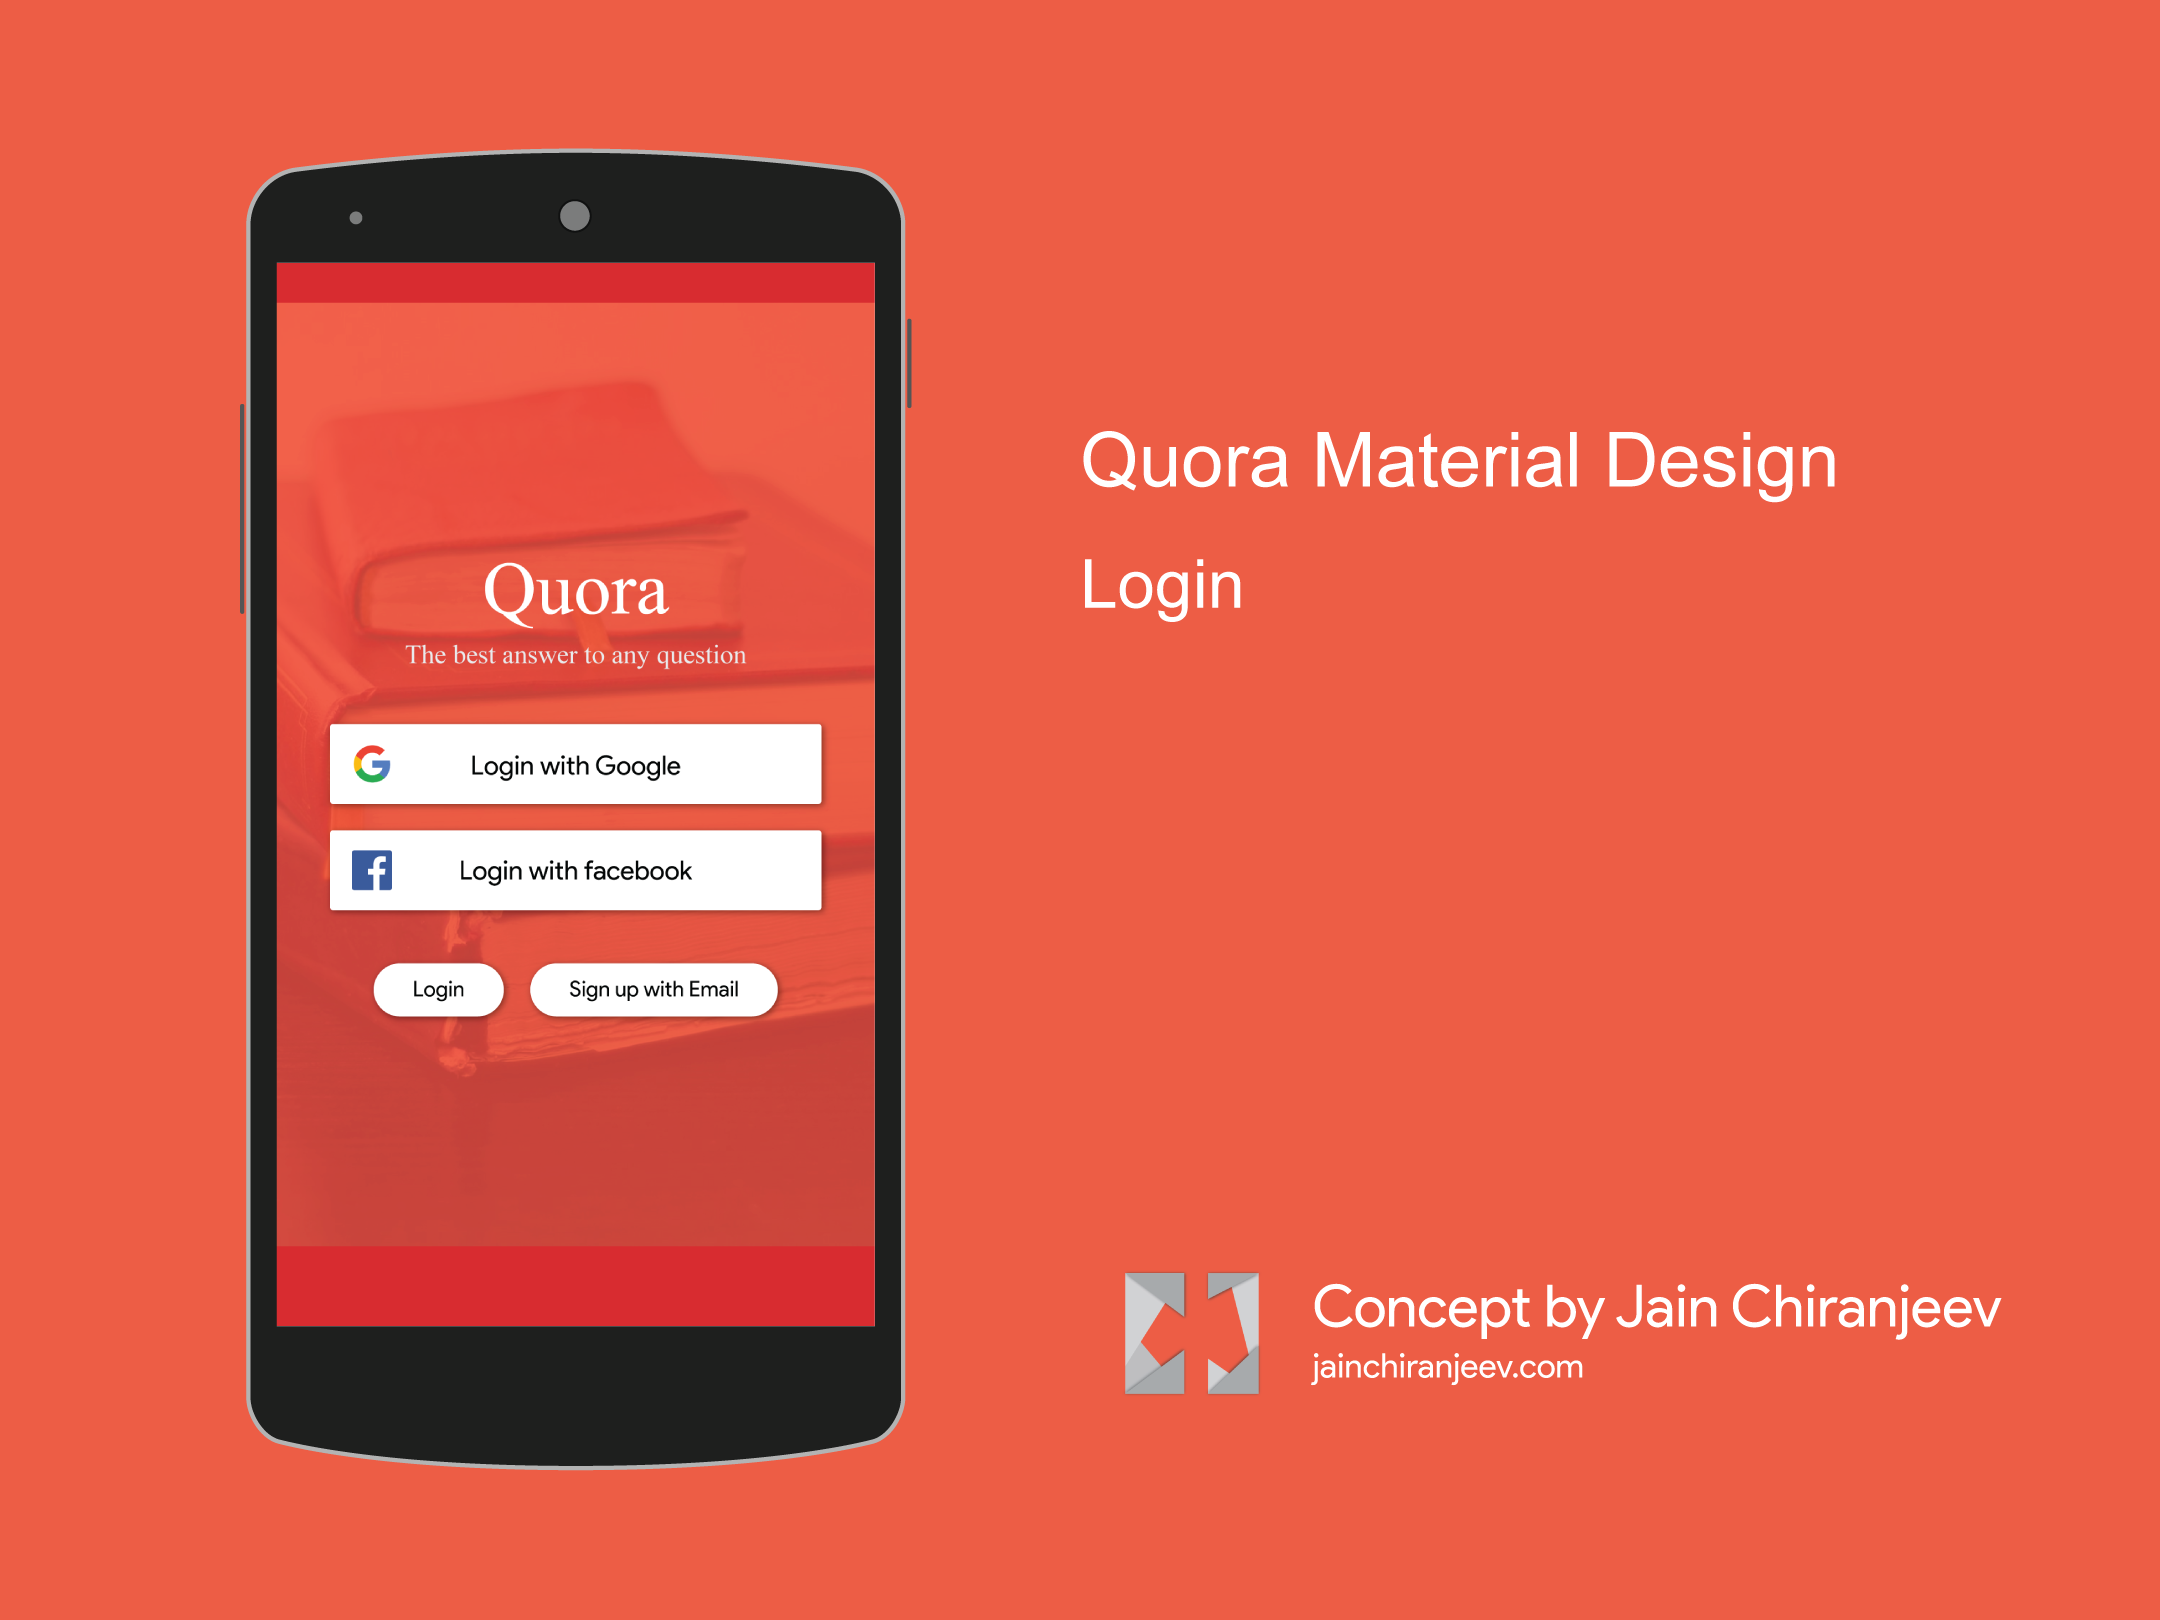 Quora
The best answer to any question
Login with Google
Login with facebook
Login
Sign up with Email
Quora Material Design
Login
Concept by Jain Chiranjeev
jainchiranjeev.com